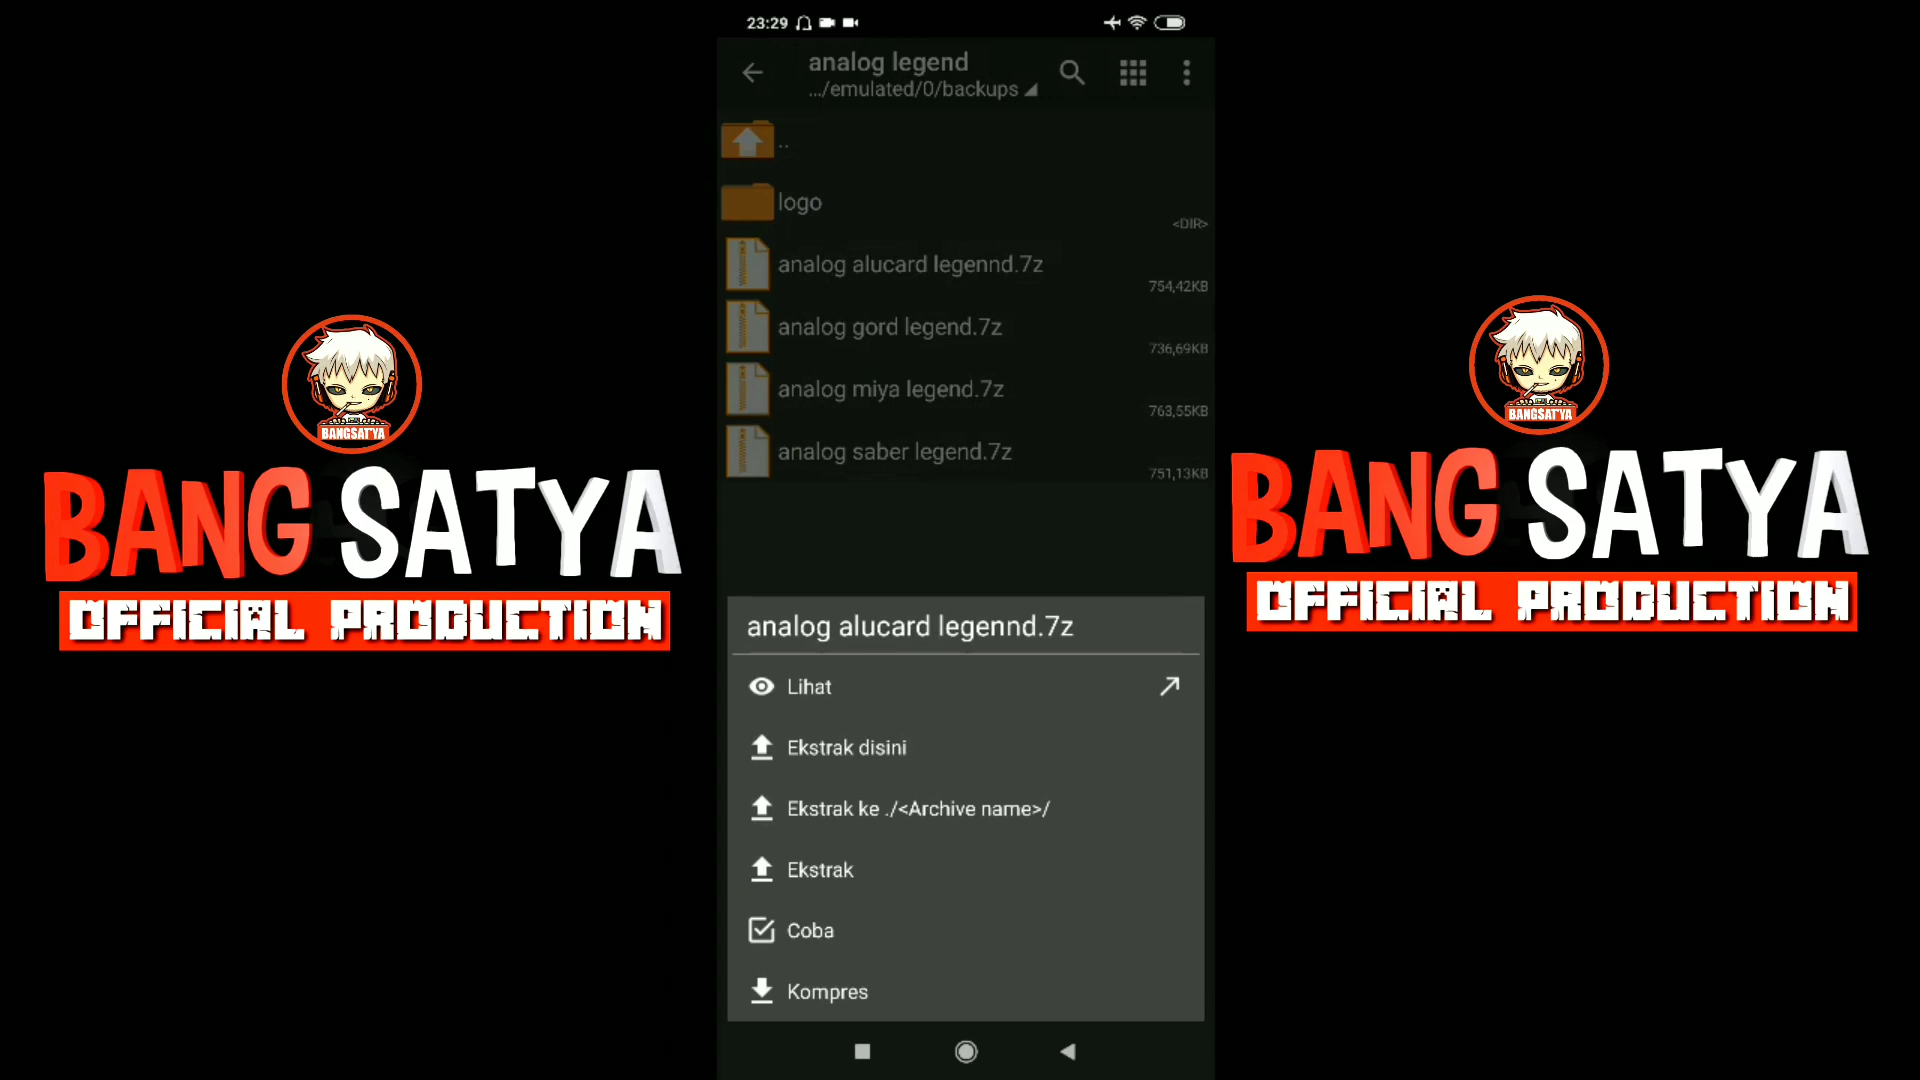 23:29
analog legend
.../emulated/0/backups
..
logo
<DIR>
analog alucard legennd.7z
754,42KB
analog gord legend.7z
736,69KB
analog miya legend.7z
763,55KB
analog saber legend.7z
751,13KB
analog alucard legennd.7z
Lihat
Ekstrak disini
Ekstrak ke ./<Archive name>/
Ekstrak
Coba
Kompres
BANGSATYA
BANG SATYA
OFFICIAL PRODUCTION
BANGSATYA
BANG SATYA
OFFICIAL PRODUCTION